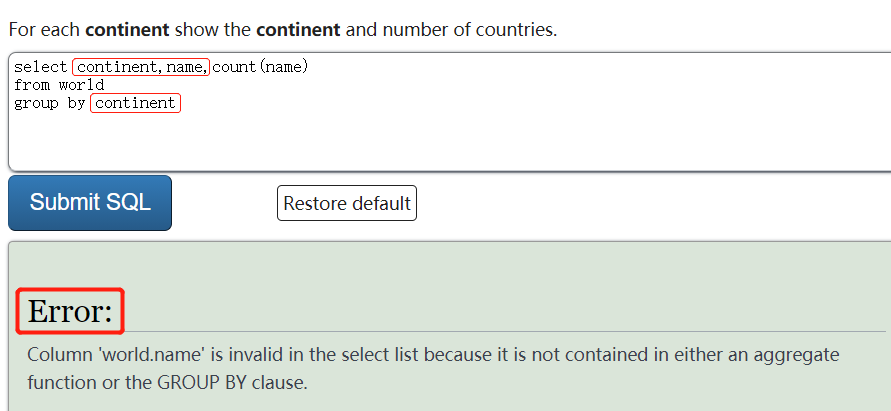 For each continent show the continent and number of countries.
select continent,name,count(name)
from world
group by continent
Submit SQL
Restore default
Error:
Column 'world.name' is invalid in the select list because it is not contained in either an aggregate
function or the GROUP BY clause.